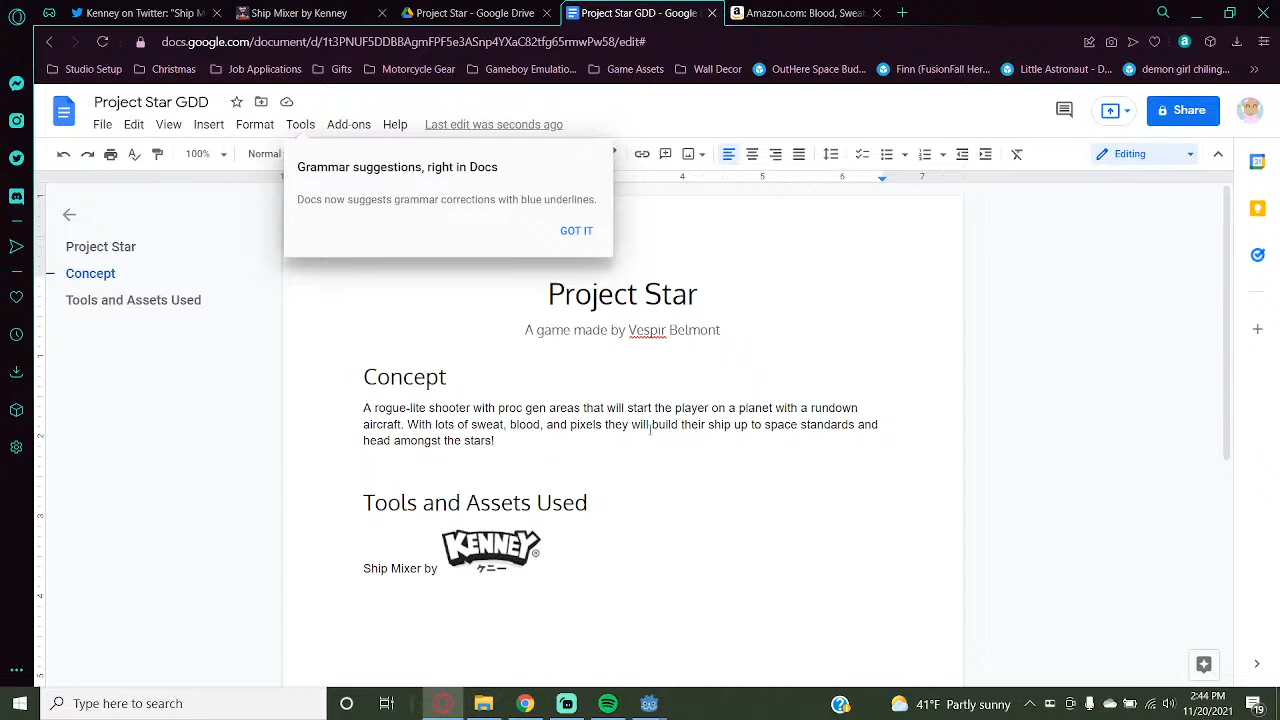 Kenney on Twitter: "Ship M
Ship Mixer by Kenney
Project Star - Google Drive
Project Star GDD - Google
Amazon.com: Blood, Sweat
docs.google.com/document/d/1t3PNUF5DDBBAgmFPF5e3ASnp4YXaC82tfg65rmwPw58/edit#
Studio Setup
Christmas
Job Applications
Gifts
Motorcycle Gear
Gameboy Emulatio...
Game Assets
Wall Decor
OutHere Space Bud...
Finn (FusionFall Her...
Little Astronaut - D...
demon girl chiling...
Project Star GDD
File Edit View Insert Format Tools Add-ons Help Last edit was seconds ago
Share
100% Normal
Editing
Grammar suggestions, right in Docs
Docs now suggests grammar corrections with blue underlines.
GOT IT
4 5 6 7
Project Star
Concept
Tools and Assets Used
Project Star
A game made by Vespir Belmont
Concept
A rogue-lite shooter with proc gen areas that will start the player on a planet with a rundown
aircraft. With lots of sweat, blood, and pixels they will build their ship up to space standards and
head amongst the stars!
Tools and Assets Used
Ship Mixer by KENNEY®
ケニー
Type here to search
41°F Partly sunny
2:44 PM
11/20/2021
19